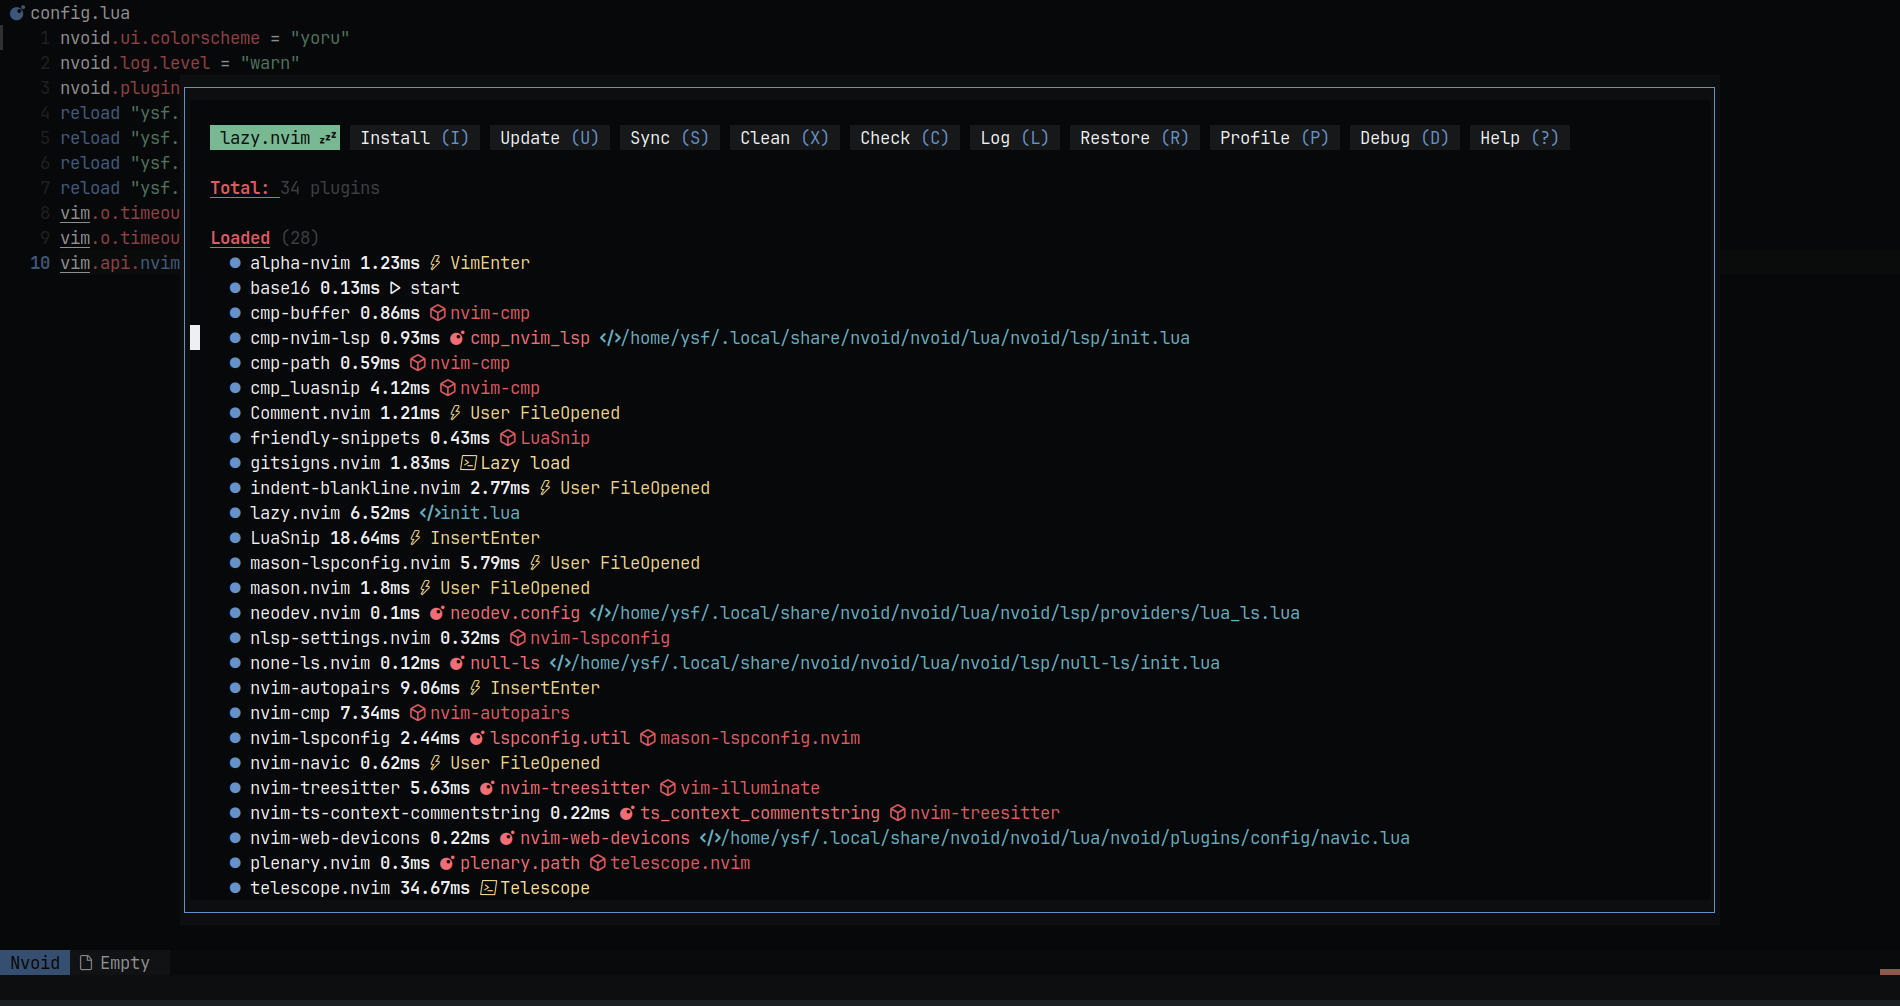 config.lua
1 nvoid.ui.colorscheme = "yoru"
2 nvoid.log.level = "warn"
3 nvoid.plugin
4 reload "ysf.
5 reload "ysf.
6 reload "ysf.
7 reload "ysf.
8 vim.o.timeou
9 vim.o.timeou
10 vim.api.nvim
lazy.nvim zzz Install (I) Update (U) Sync (S) Clean (X) Check (C) Log (L) Restore (R) Profile (P) Debug (D) Help (?)
Total: 34 plugins
Loaded (28)
● alpha-nvim 1.23ms VimEnter
● base16 0.13ms start
● cmp-buffer 0.86ms nvim-cmp
● cmp-nvim-lsp 0.93ms cmp_nvim_lsp </>/home/ysf/.local/share/nvoid/nvoid/lua/nvoid/lsp/init.lua
● cmp-path 0.59ms nvim-cmp
● cmp_luasnip 4.12ms nvim-cmp
● Comment.nvim 1.21ms User FileOpened
● friendly-snippets 0.43ms LuaSnip
● gitsigns.nvim 1.83ms Lazy load
● indent-blankline.nvim 2.77ms User FileOpened
● lazy.nvim 6.52ms </>init.lua
● LuaSnip 18.64ms InsertEnter
● mason-lspconfig.nvim 5.79ms User FileOpened
● mason.nvim 1.8ms User FileOpened
● neodev.nvim 0.1ms neodev.config </>/home/ysf/.local/share/nvoid/nvoid/lua/nvoid/lsp/providers/lua_ls.lua
● nlsp-settings.nvim 0.32ms nvim-lspconfig
● none-ls.nvim 0.12ms null-ls </>/home/ysf/.local/share/nvoid/nvoid/lua/nvoid/lsp/null-ls/init.lua
● nvim-autopairs 9.06ms InsertEnter
● nvim-cmp 7.34ms nvim-autopairs
● nvim-lspconfig 2.44ms lspconfig.util mason-lspconfig.nvim
● nvim-navic 0.62ms User FileOpened
● nvim-treesitter 5.63ms nvim-treesitter vim-illuminate
● nvim-ts-context-commentstring 0.22ms ts_context_commentstring nvim-treesitter
● nvim-web-devicons 0.22ms nvim-web-devicons </>/home/ysf/.local/share/nvoid/nvoid/lua/nvoid/plugins/config/navic.lua
● plenary.nvim 0.3ms plenary.path telescope.nvim
● telescope.nvim 34.67ms Telescope
Nvoid Empty